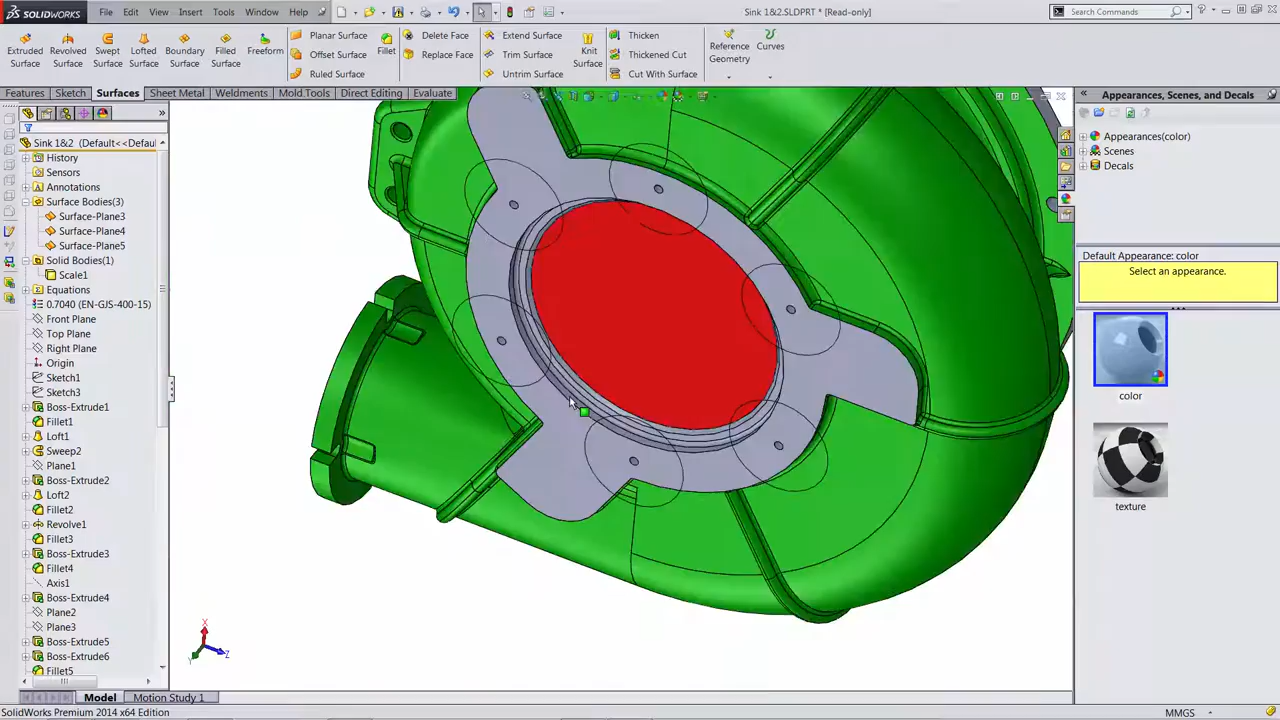 SOLIDWORKS File Edit View Insert Tools Window Help Sink 1&2.SLDPRT * [Read-only] Search Commands
Extruded Surface Revolved Surface Swept Surface Lofted Surface Boundary Surface Filled Surface Freeform Planar Surface Offset Surface Ruled Surface Fillet Delete Face Replace Face Extend Surface Trim Surface Untrim Surface Knit Surface Thicken Thickened Cut Cut With Surface Reference Geometry Curves
Features Sketch Surfaces Sheet Metal Weldments Mold Tools Direct Editing Evaluate
Sink 1&2 (Default<<Defaul
History
Sensors
Annotations
Surface Bodies(3)
Surface-Plane3
Surface-Plane4
Surface-Plane5
Solid Bodies(1)
Scale1
Equations
0.7040 (EN-GJS-400-15)
Front Plane
Top Plane
Right Plane
Origin
Sketch1
Sketch3
Boss-Extrude1
Fillet1
Loft1
Sweep2
Plane1
Boss-Extrude2
Loft2
Fillet2
Revolve1
Fillet3
Boss-Extrude3
Fillet4
Axis1
Boss-Extrude4
Plane2
Plane3
Boss-Extrude5
Boss-Extrude6
Fillet5
X
Y
Z
Appearances, Scenes, and Decals
Appearances(color)
Scenes
Decals
Default Appearance: color
Select an appearance.
color
texture
Model Motion Study 1
SolidWorks Premium 2014 x64 Edition MMGS